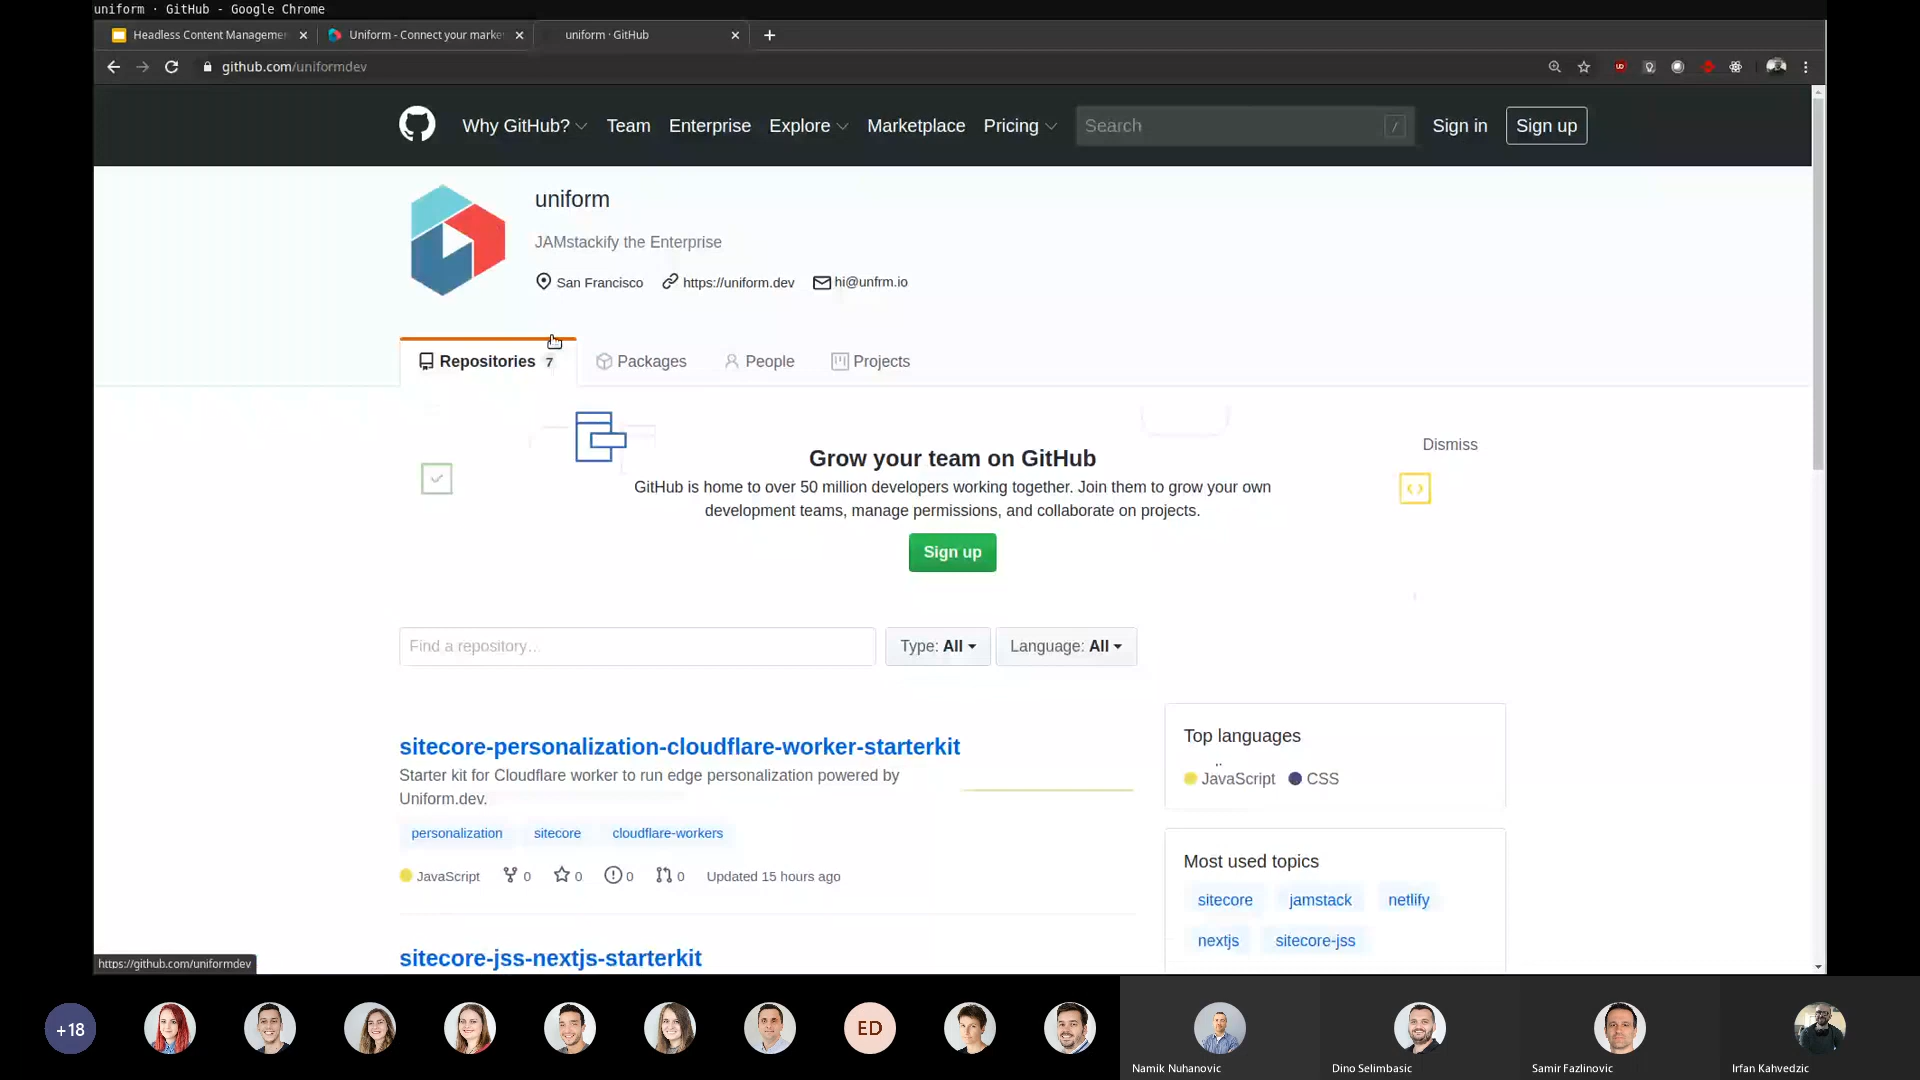 uniform · GitHub - Google Chrome
Headless Content Managemen
Uniform - Connect your marke
uniform · GitHub
github.com/uniformdev
Why GitHub?
Team
Enterprise
Explore
Marketplace
Pricing
Search
/
Sign in
Sign up
uniform
JAMstackify the Enterprise
San Francisco
https://uniform.dev
hi@unfrm.io
Repositories 7
Packages
People
Projects
Dismiss
Grow your team on GitHub
GitHub is home to over 50 million developers working together. Join them to grow your own
development teams, manage permissions, and collaborate on projects.
Sign up
Find a repository…
Type: All
Language: All
sitecore-personalization-cloudflare-worker-starterkit
Starter kit for Cloudflare worker to run edge personalization powered by
Uniform.dev.
personalization
sitecore
cloudflare-workers
JavaScript
0
0
0
0
Updated 15 hours ago
sitecore-jss-nextjs-starterkit
Top languages
JavaScript
CSS
Most used topics
sitecore
jamstack
netlify
nextjs
sitecore-jss
https://github.com/uniformdev
+18
ED
Namik Nuhanovic
Dino Selimbasic
Samir Fazlinovic
Irfan Kahvedzic